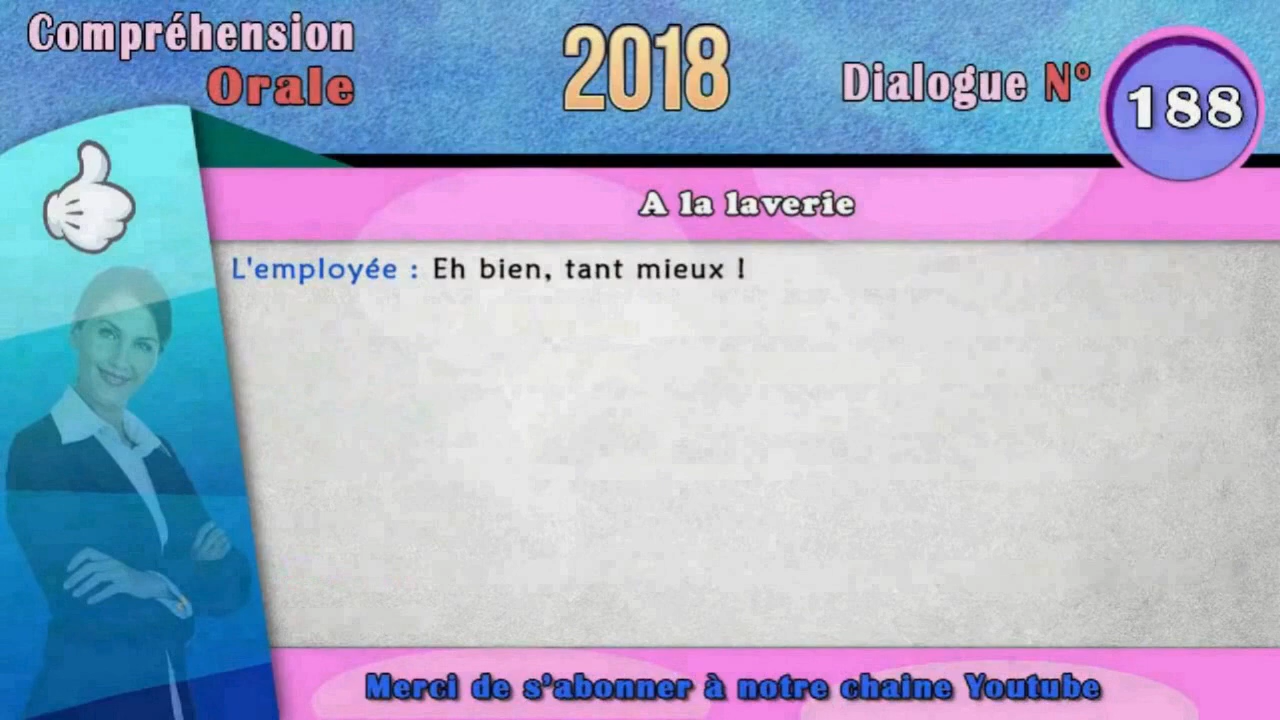 Compréhension
Orale
2018
Dialogue N°
188
A la laverie
L'employée : Eh bien, tant mieux !
Merci de s'abonner à notre chaine Youtube